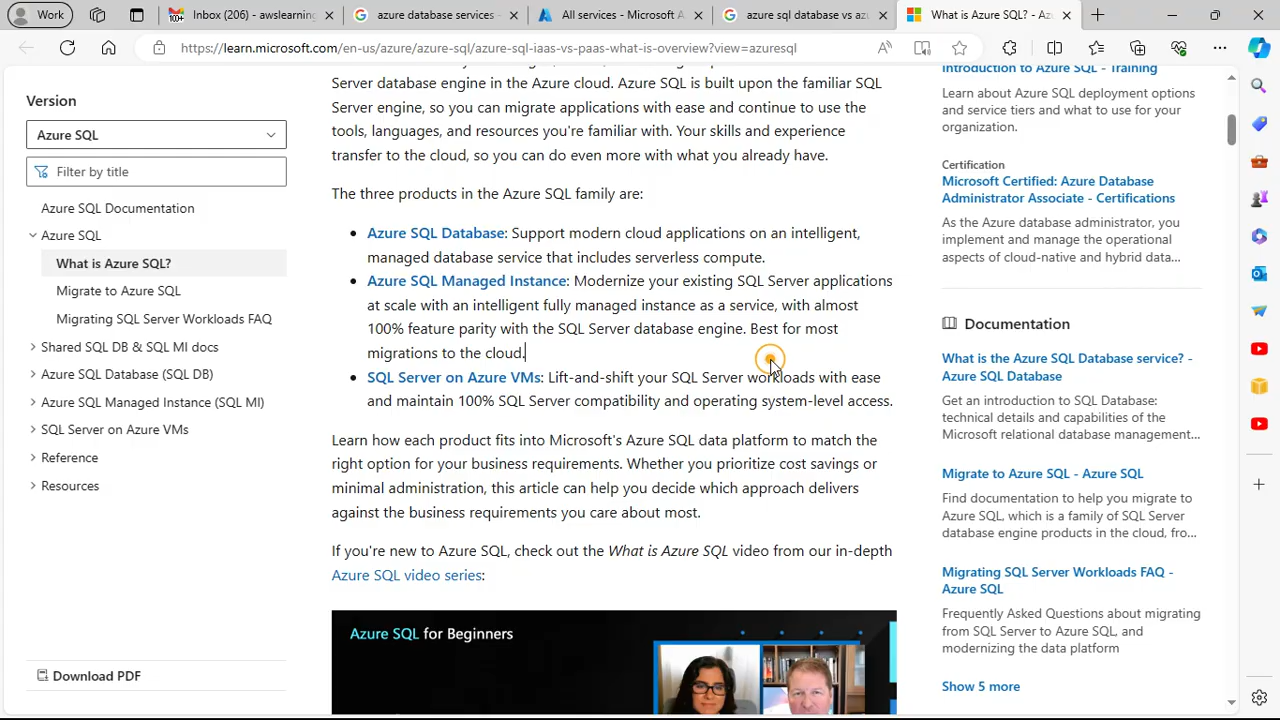 Inbox (206) – awslearning
azure database services -
All services - Microsoft A
azure sql database vs az
What is Azure SQL? - Az
https://learn.microsoft.com/en-us/azure/azure-sql/azure-sql-iaas-vs-paas-what-is-overview?view=azuresql
Version
Azure SQL
Filter by title
Azure SQL Documentation
Azure SQL
What is Azure SQL?
Migrate to Azure SQL
Migrating SQL Server Workloads FAQ
Shared SQL DB & SQL MI docs
Azure SQL Database (SQL DB)
Azure SQL Managed Instance (SQL MI)
SQL Server on Azure VMs
Reference
Resources
Download PDF
Server database engine in the Azure cloud. Azure SQL is built upon the familiar SQL
Server engine, so you can migrate applications with ease and continue to use the
tools, languages, and resources you're familiar with. Your skills and experience
transfer to the cloud, so you can do even more with what you already have.
The three products in the Azure SQL family are:
Azure SQL Database: Support modern cloud applications on an intelligent,
managed database service that includes serverless compute.
Azure SQL Managed Instance: Modernize your existing SQL Server applications
at scale with an intelligent fully managed instance as a service, with almost
100% feature parity with the SQL Server database engine. Best for most
migrations to the cloud.
SQL Server on Azure VMs: Lift-and-shift your SQL Server workloads with ease
and maintain 100% SQL Server compatibility and operating system-level access.
Learn how each product fits into Microsoft's Azure SQL data platform to match the
right option for your business requirements. Whether you prioritize cost savings or
minimal administration, this article can help you decide which approach delivers
against the business requirements you care about most.
If you're new to Azure SQL, check out the What is Azure SQL video from our in-depth
Azure SQL video series:
Azure SQL for Beginners
Introduction to Azure SQL - Training
Learn about Azure SQL deployment options
and service tiers and what to use for your
organization.
Certification
Microsoft Certified: Azure Database
Administrator Associate - Certifications
As the Azure database administrator, you
implement and manage the operational
aspects of cloud-native and hybrid data...
Documentation
What is the Azure SQL Database service? -
Azure SQL Database
Get an introduction to SQL Database:
technical details and capabilities of the
Microsoft relational database management...
Migrate to Azure SQL - Azure SQL
Find documentation to help you migrate to
Azure SQL, which is a family of SQL Server
database engine products in the cloud, fro...
Migrating SQL Server Workloads FAQ -
Azure SQL
Frequently Asked Questions about migrating
from SQL Server to Azure SQL, and
modernizing the data platform
Show 5 more